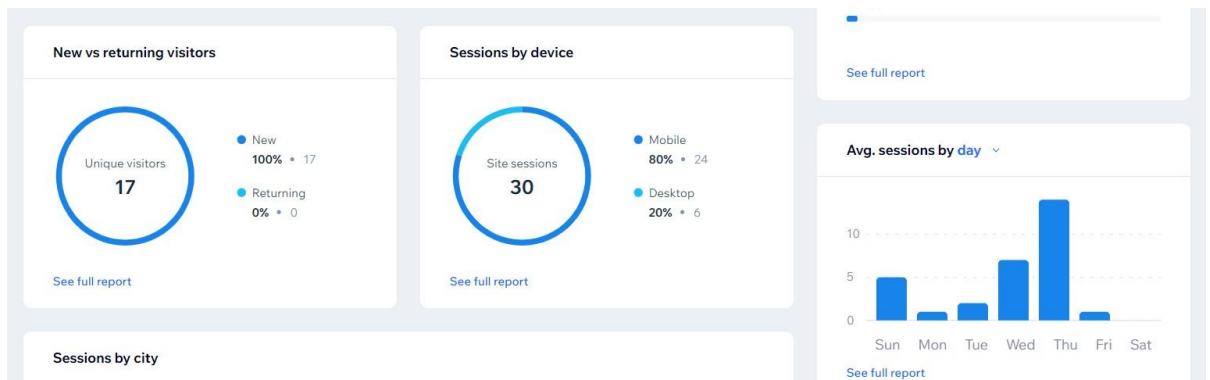 New vs returning visitors
Unique visitors
17
New
100% • 17
Returning
0% • 0
See full report
Sessions by device
Site sessions
30
Mobile
80% • 24
Desktop
20% • 6
See full report
Sessions by city
See full report
Avg. sessions by day
10
5
0
Sun Mon Tue Wed Thu Fri Sat
See full report